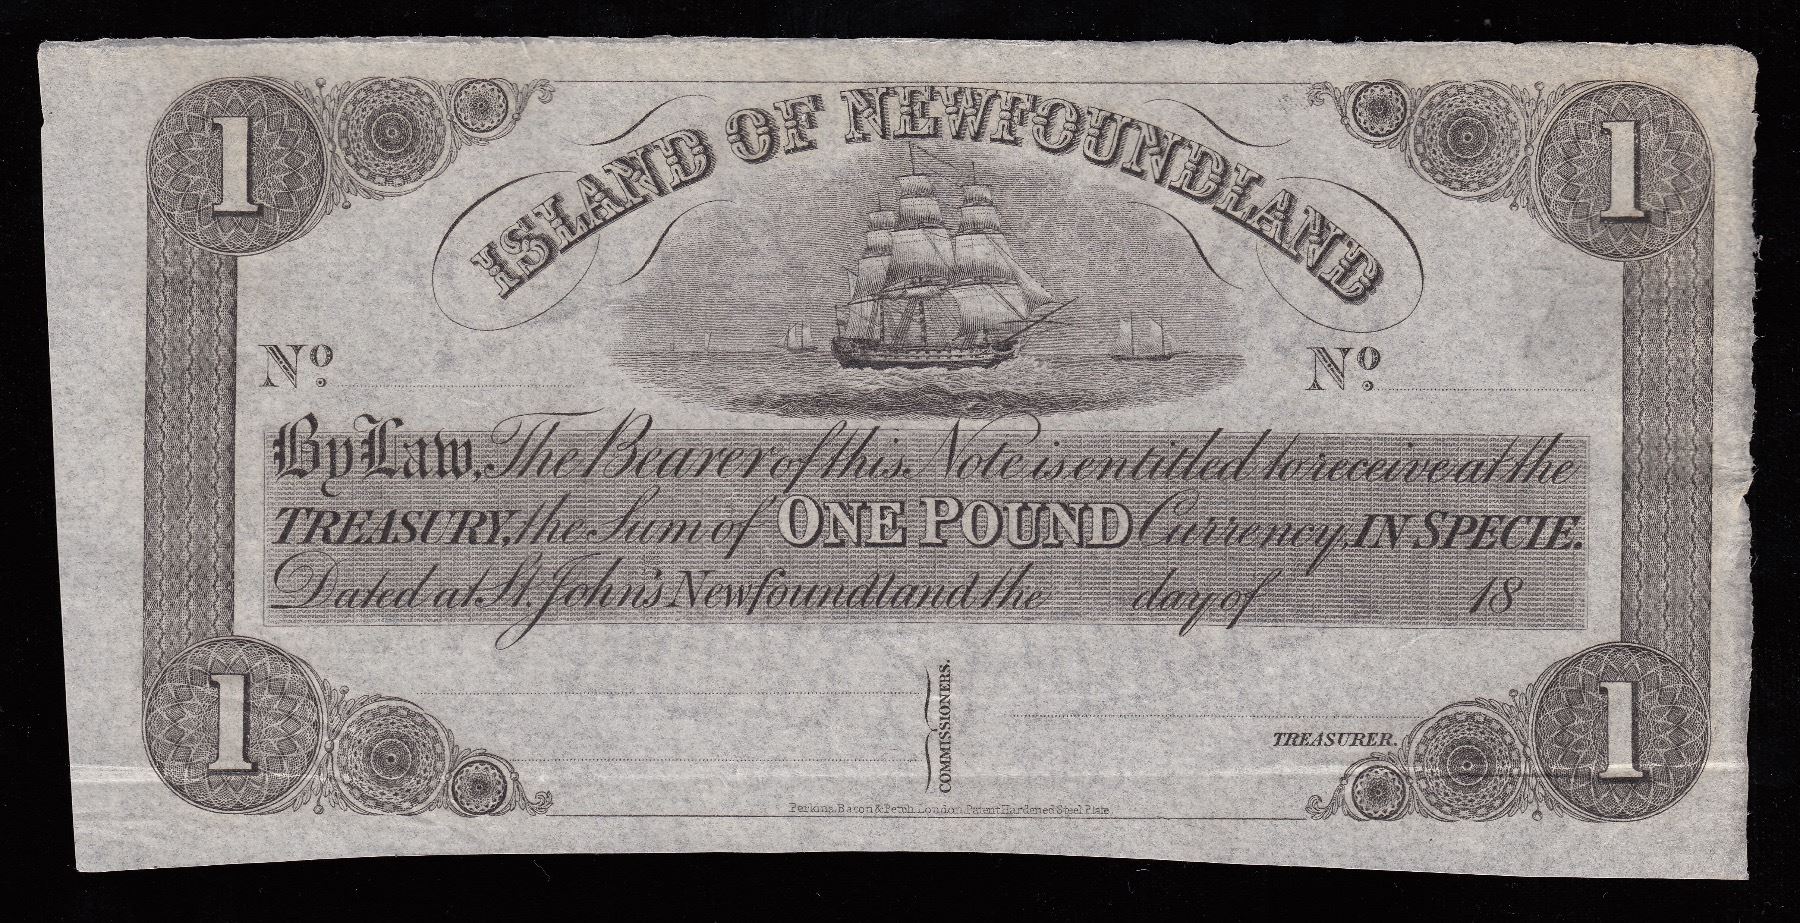 1 1
ISLAND OF NEWFOUNDLAND
No. No.
By Law, The Bearer of this Note is entitled to receive at the
TREASURY, the Sum of ONE POUND Currency, IN SPECIE.
Dated at St. John's Newfoundland the day of 18
COMMISSIONERS.
TREASURER.
1 1
Perkins, Bacon & Petch, London, Patent Hardened Steel Plate